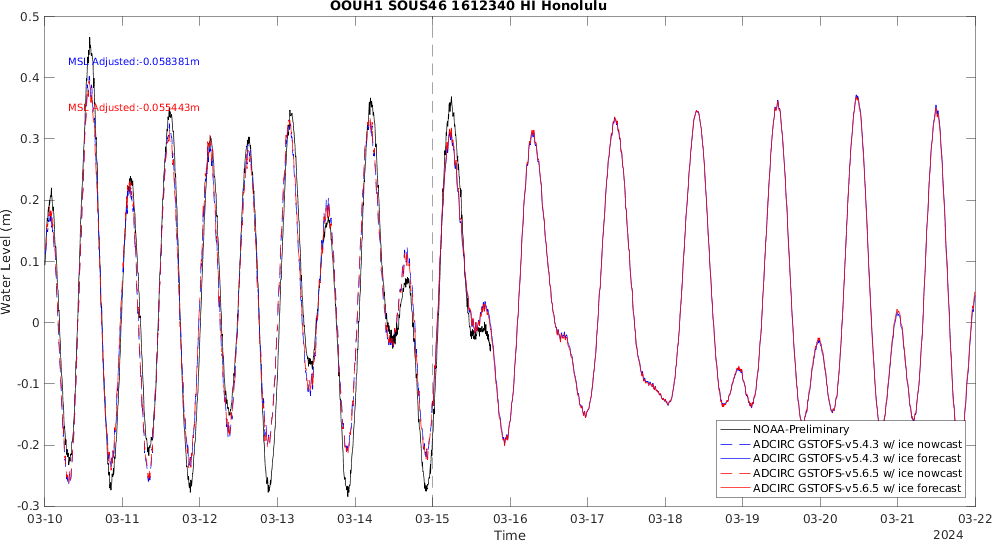 OOUH1 SOUS46 1612340 HI Honolulu
0.5
0.4
0.3
0.2
0.1
0
-0.1
-0.2
-0.3
Water Level (m)
MSL Adjusted:-0.058381m
MSL Adjusted:-0.055443m
NOAA-Preliminary
ADCIRC GSTOFS-v5.4.3 w/ ice nowcast
ADCIRC GSTOFS-v5.4.3 w/ ice forecast
ADCIRC GSTOFS-v5.6.5 w/ ice nowcast
ADCIRC GSTOFS-v5.6.5 w/ ice forecast
03-10 03-11 03-12 03-13 03-14 03-15 03-16 03-17 03-18 03-19 03-20 03-21 03-22
Time
2024